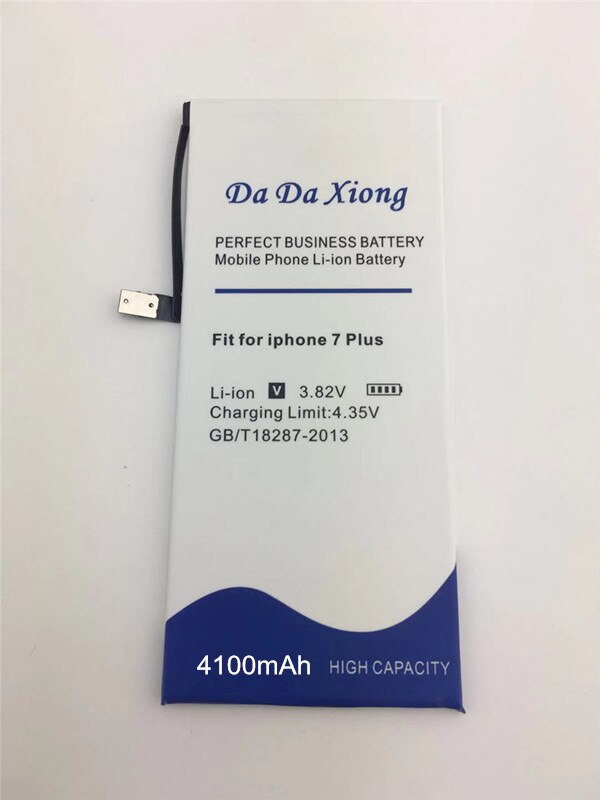 Da Da Xiong
PERFECT BUSINESS BATTERY
Mobile Phone Li-ion Battery
Fit for iphone 7 Plus
Li-ion V 3.82V
Charging Limit:4.35V
GB/T18287-2013
4100mAh HIGH CAPACITY